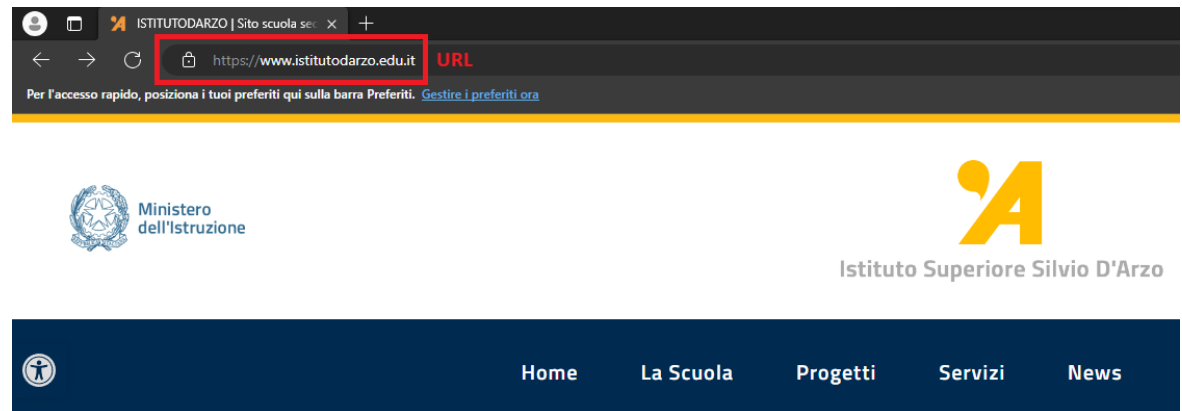 ISTITUTODARZO | Sito scuola sec
https://www.istitutodarzo.edu.it URL
Per l'accesso rapido, posiziona i tuoi preferiti qui sulla barra Preferiti. Gestire i preferiti ora
Ministero
dell'Istruzione
'A
Istituto Superiore Silvio D'Arzo
Home La Scuola Progetti Servizi News